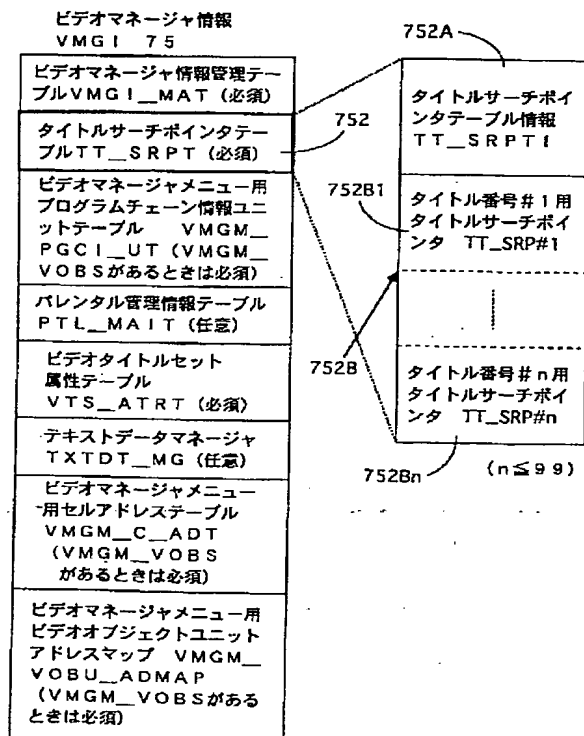 ビデオマネージャ情報
VMGI 75
ビデオマネージャ情報管理テー
ブルVMGI__MAT (必須)
タイトルサーチポインタテー
ブルTT__SRPT (必須)
ビデオマネージャメニュー用
プログラムチェーン情報ユニ
ットテーブル VMGM__
PGCI__UT (VMGM__
VOBSがあるときは必須)
パレンタル管理情報テーブル
PTL__MAIT (任意)
ビデオタイトルセット
属性テーブル
VTS__ATRT (必須)
テキストデータマネージャ
TXTDT__MG (任意)
ビデオマネージャメニュー
用セルアドレステーブル
VMGM__C__ADT
(VMGM__VOBS
があるときは必須)
ビデオマネージャメニュー用
ビデオオブジェクトユニット
アドレスマップ VMGM__
VOBU__ADMAP
(VMGM__VOBSがある
ときは必須)
752
752A
タイトルサーチポイ
ンタテーブル情報
TT__SRPTI
752B1
タイトル番号#1用
タイトルサーチポイ
ンタ TT_SRP#1
752B
タイトル番号#n用
タイトルサーチポイ
ンタ TT_SRP#n
752Bn
(n≦99)